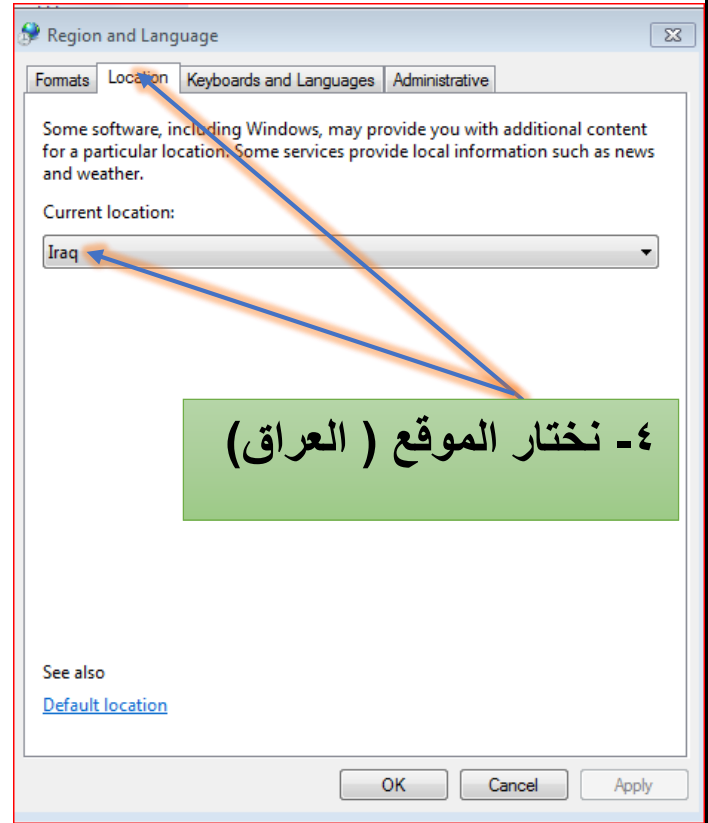 Region and Language
Formats Location Keyboards and Languages Administrative
Some software, including Windows, may provide you with additional content
for a particular location. Some services provide local information such as news
and weather.
Current location:
Iraq
٤- نختار الموقع ( العراق)
See also
Default location
OK Cancel Apply